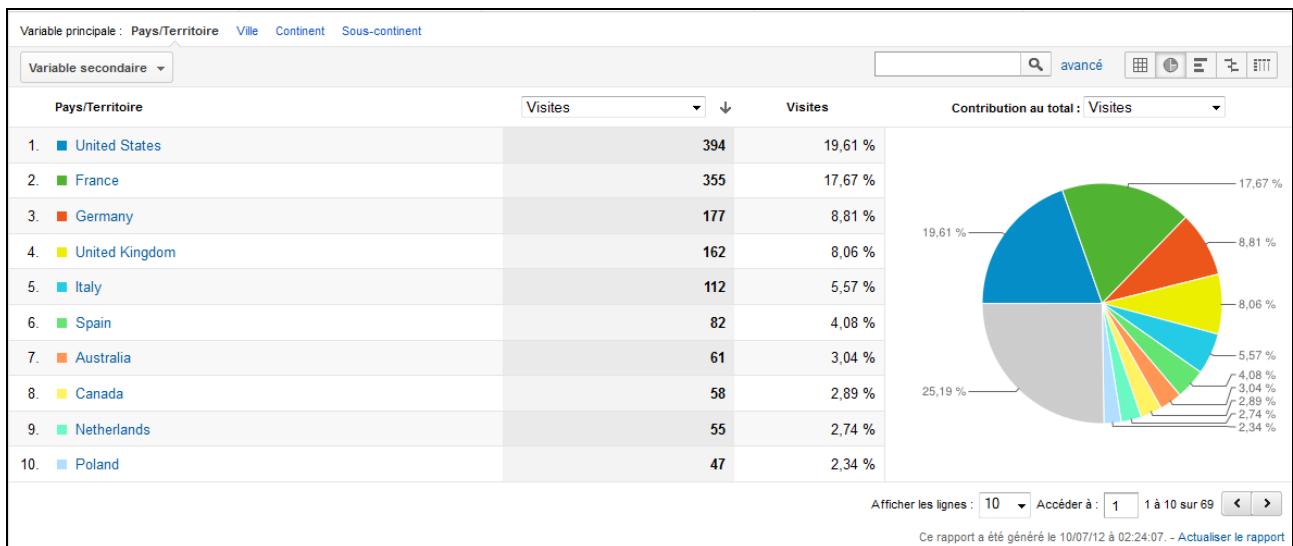 Variable principale : Pays/Territoire Ville Continent Sous-continent
Variable secondaire avancé
Pays/Territoire Visites Visites Contribution au total : Visites
1. United States 394 19,61 %
2. France 355 17,67 %
3. Germany 177 8,81 %
4. United Kingdom 162 8,06 %
5. Italy 112 5,57 %
6. Spain 82 4,08 %
7. Australia 61 3,04 %
8. Canada 58 2,89 %
9. Netherlands 55 2,74 %
10. Poland 47 2,34 %
17,67 %
19,61 %
8,81 %
8,06 %
5,57 %
4,08 %
3,04 %
25,19 %
2,89 %
2,74 %
2,34 %
Afficher les lignes : 10 Accéder à : 1 1 à 10 sur 69
Ce rapport a été généré le 10/07/12 à 02:24:07. - Actualiser le rapport